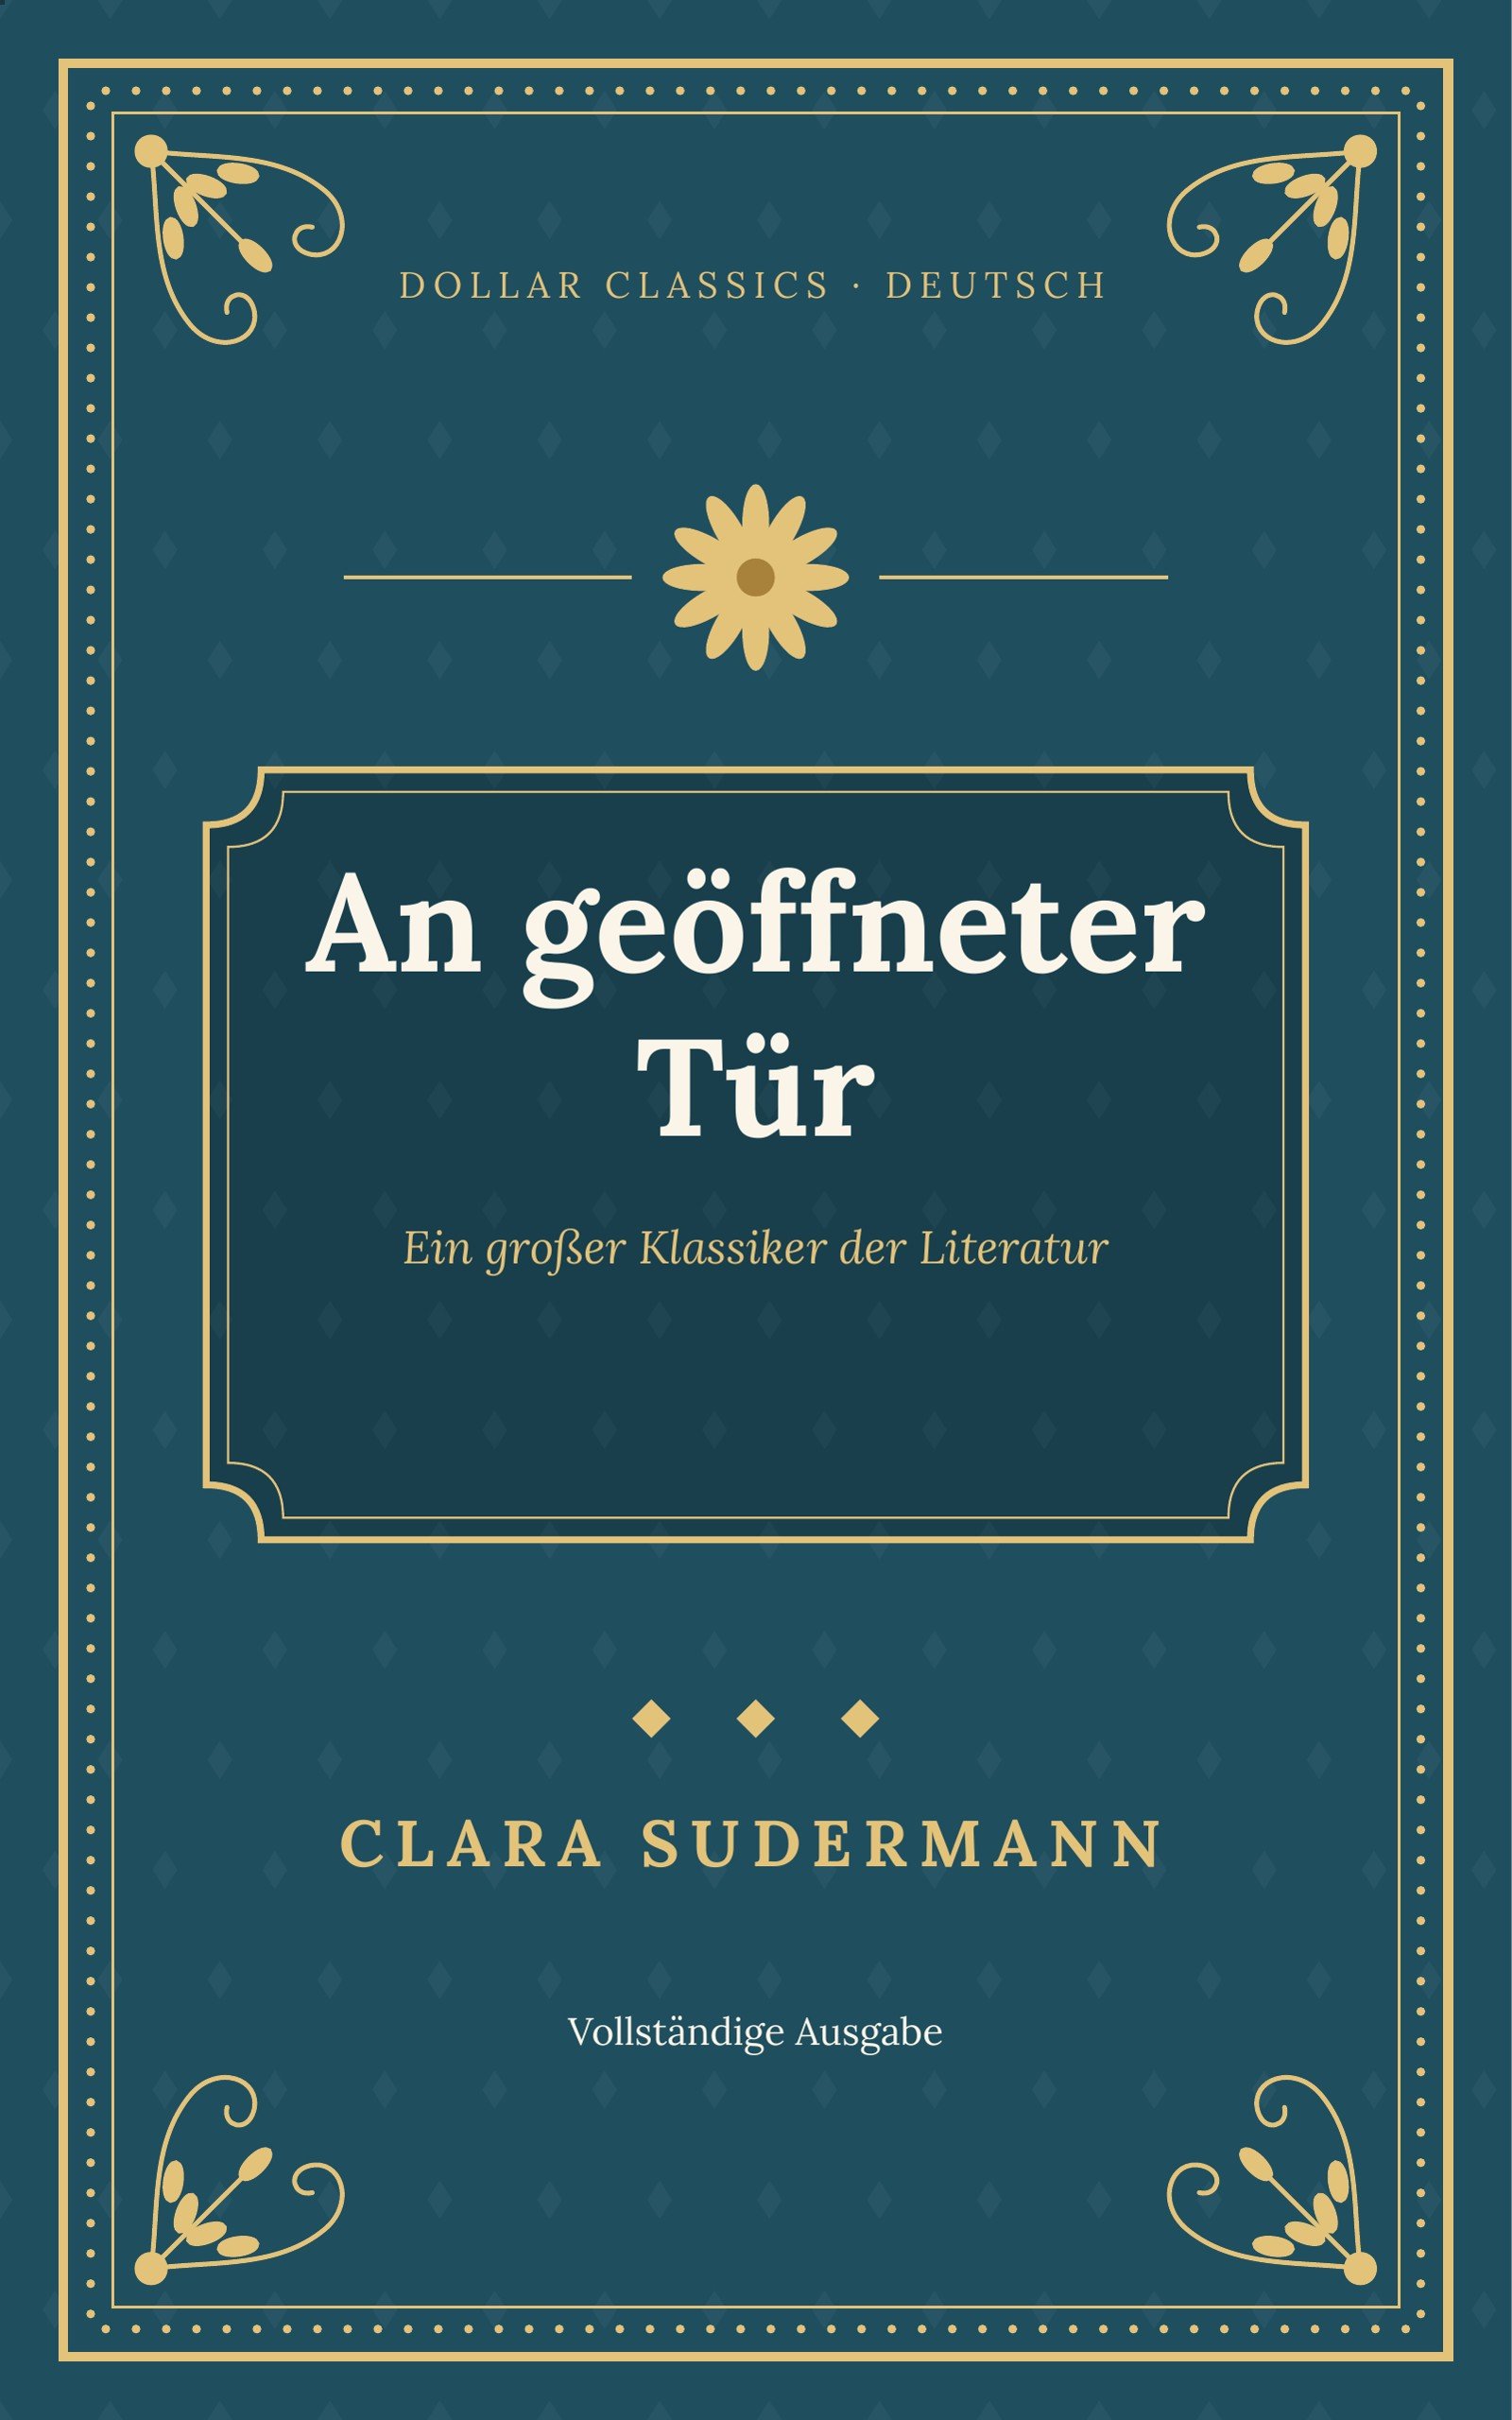 DOLLAR CLASSICS · DEUTSCH
An geöffneter
Tür
Ein großer Klassiker der Literatur
CLARA SUDERMANN
Vollständige Ausgabe